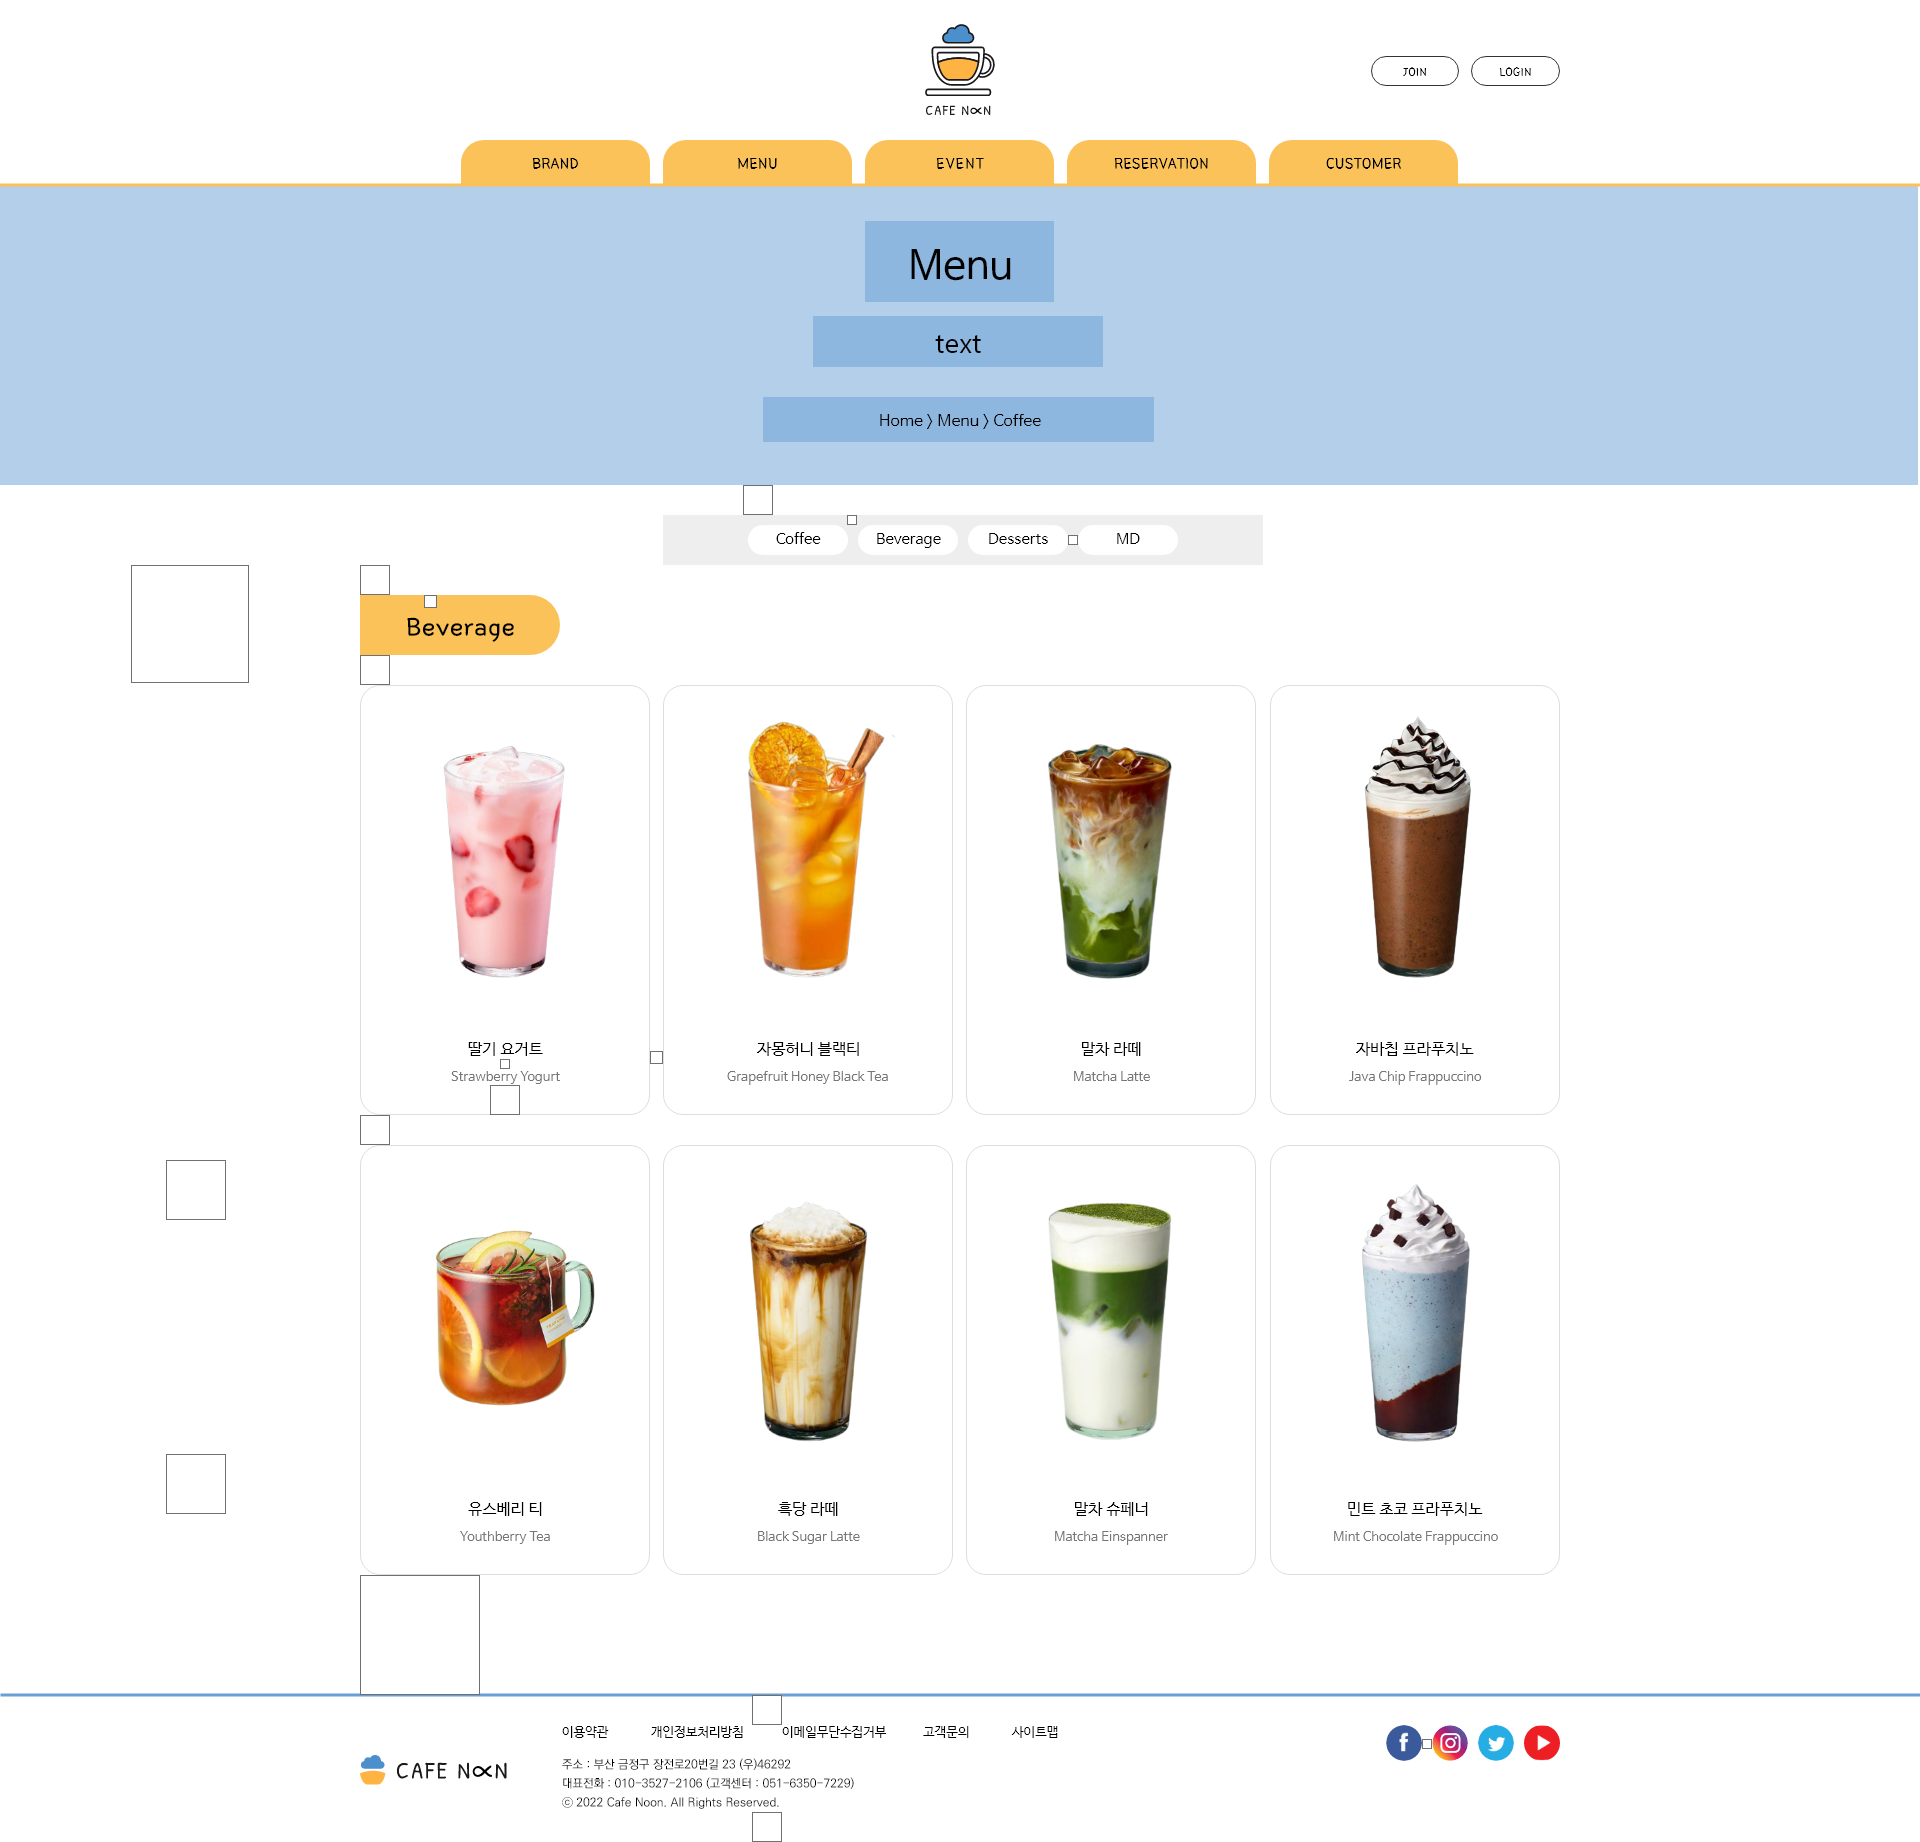 CAFE NOON
JOIN
LOGIN
BRAND
MENU
EVENT
RESERVATION
CUSTOMER
Menu
text
Home > Menu > Coffee
Coffee
Beverage
Desserts
MD
Beverage
딸기 요거트
Strawberry Yogurt
자몽허니 블랙티
Grapefruit Honey Black Tea
말차 라떼
Matcha Latte
자바칩 프라푸치노
Java Chip Frappuccino
유스베리 티
Youthberry Tea
흑당 라떼
Black Sugar Latte
말차 슈페너
Matcha Einspanner
민트 초코 프라푸치노
Mint Chocolate Frappuccino
이용약관
개인정보처리방침
이메일무단수집거부
고객문의
사이트맵
CAFE NOON
주소 : 부산 금정구 장전로20번길 23 (우)46292
대표전화 : 010-3527-2106 (고객센터 : 051-6350-7229)
ⓒ 2022 Cafe Noon. All Rights Reserved.